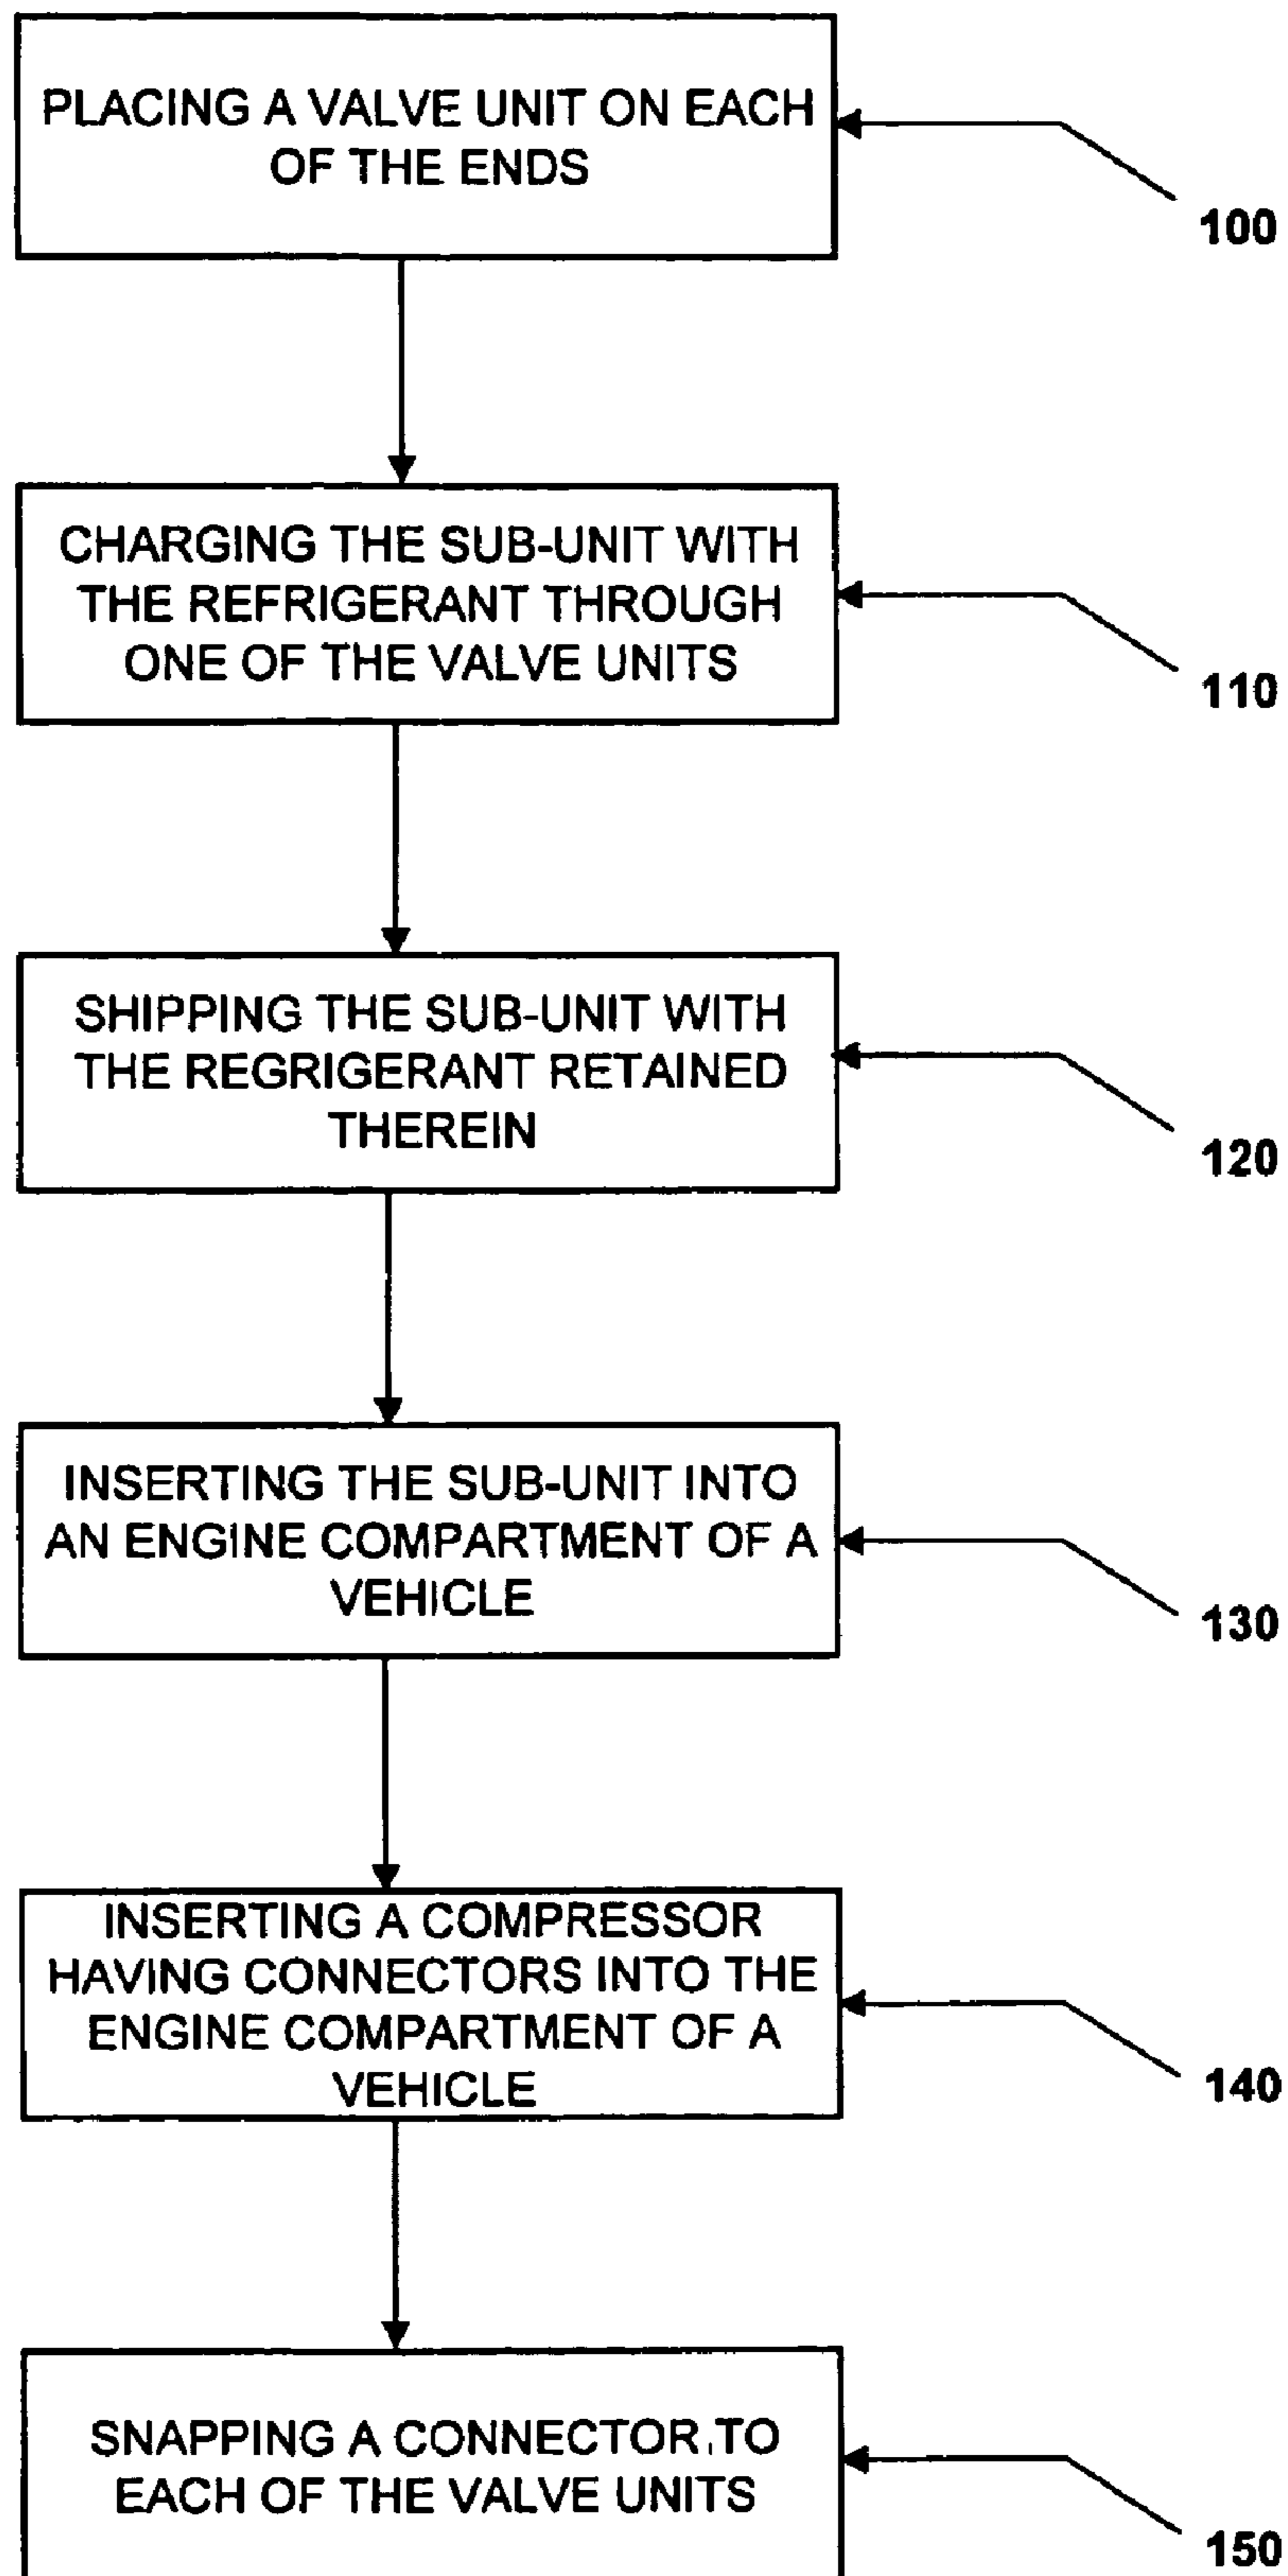 PLACING A VALVE UNIT ON EACH
OF THE ENDS
100
CHARGING THE SUB-UNIT WITH
THE REFRIGERANT THROUGH
ONE OF THE VALVE UNITS
110
SHIPPING THE SUB-UNIT WITH
THE REGRIGERANT RETAINED
THEREIN
120
INSERTING THE SUB-UNIT INTO
AN ENGINE COMPARTMENT OF A
VEHICLE
130
INSERTING A COMPRESSOR
HAVING CONNECTORS INTO THE
ENGINE COMPARTMENT OF A
VEHICLE
140
SNAPPING A CONNECTOR TO
EACH OF THE VALVE UNITS
150